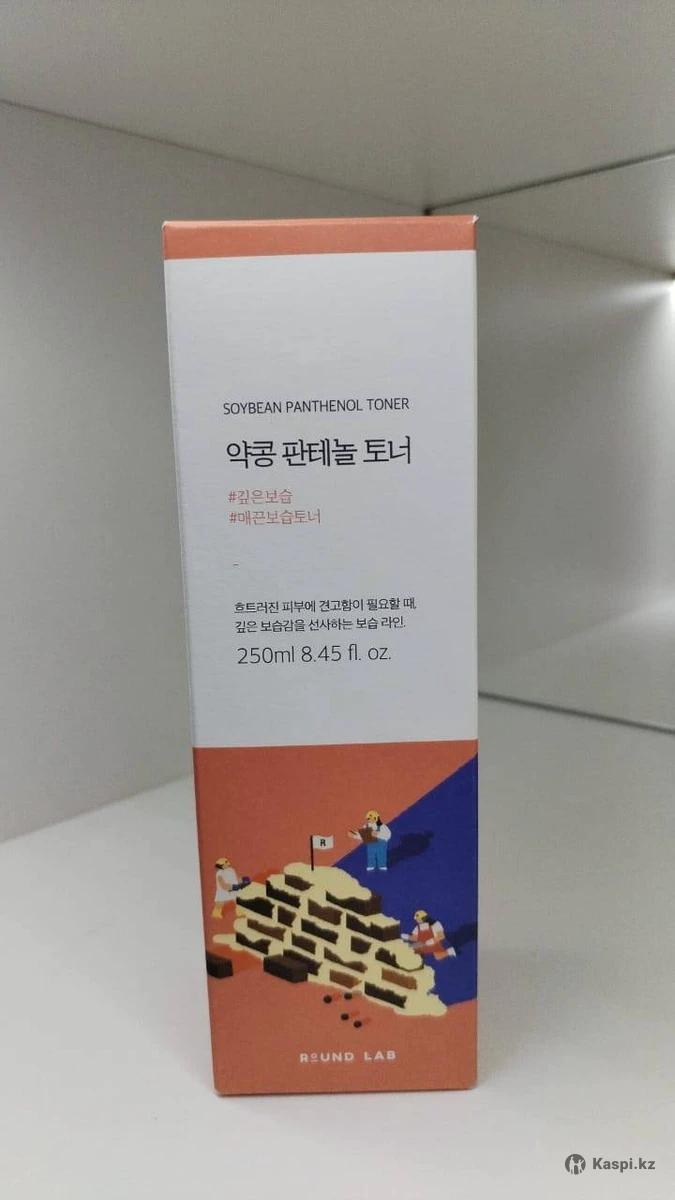 SOYBEAN PANTHENOL TONER
약콩 판테놀 토너
#깊은보습
#매끈보습토너
-
흐트러진 피부에 견고함이 필요할 때,
깊은 보습감을 선사하는 보습 라인.
250ml 8.45 fl. oz.
R
ROUND LAB
Kaspi.kz